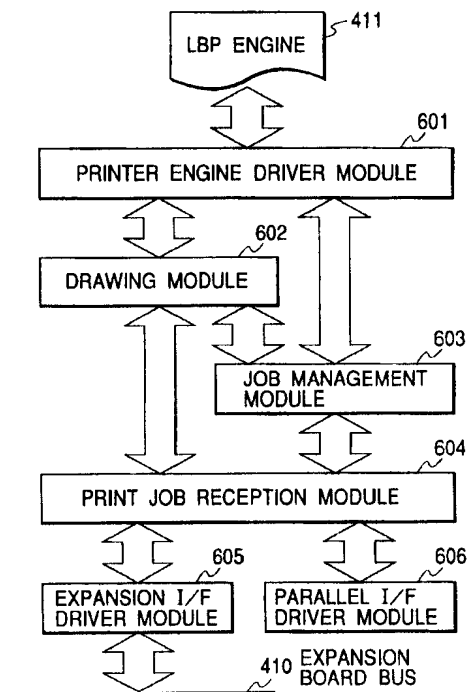 411
LBP ENGINE
601
PRINTER ENGINE DRIVER MODULE
602
DRAWING MODULE
603
JOB MANAGEMENT
MODULE
604
PRINT JOB RECEPTION MODULE
605
EXPANSION I/F
DRIVER MODULE
606
PARALLEL I/F
DRIVER MODULE
410 EXPANSION
BOARD BUS